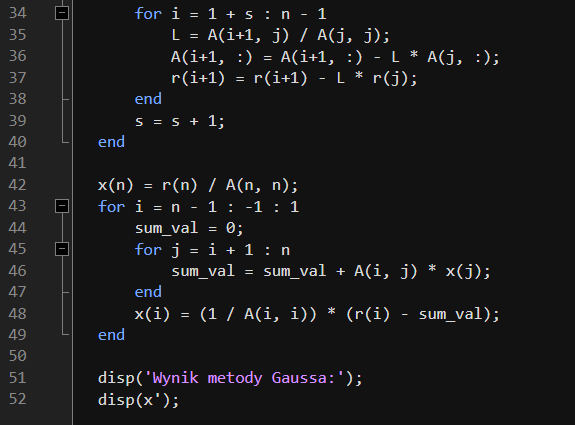 34 for i = 1 + s : n - 1
35 L = A(i+1, j) / A(j, j);
36 A(i+1, :) = A(i+1, :) - L * A(j, :);
37 r(i+1) = r(i+1) - L * r(j);
38 end
39 s = s + 1;
40 end
41
42 x(n) = r(n) / A(n, n);
43 for i = n - 1 : -1 : 1
44 sum_val = 0;
45 for j = i + 1 : n
46 sum_val = sum_val + A(i, j) * x(j);
47 end
48 x(i) = (1 / A(i, i)) * (r(i) - sum_val);
49 end
50
51 disp('Wynik metody Gaussa:');
52 disp(x');